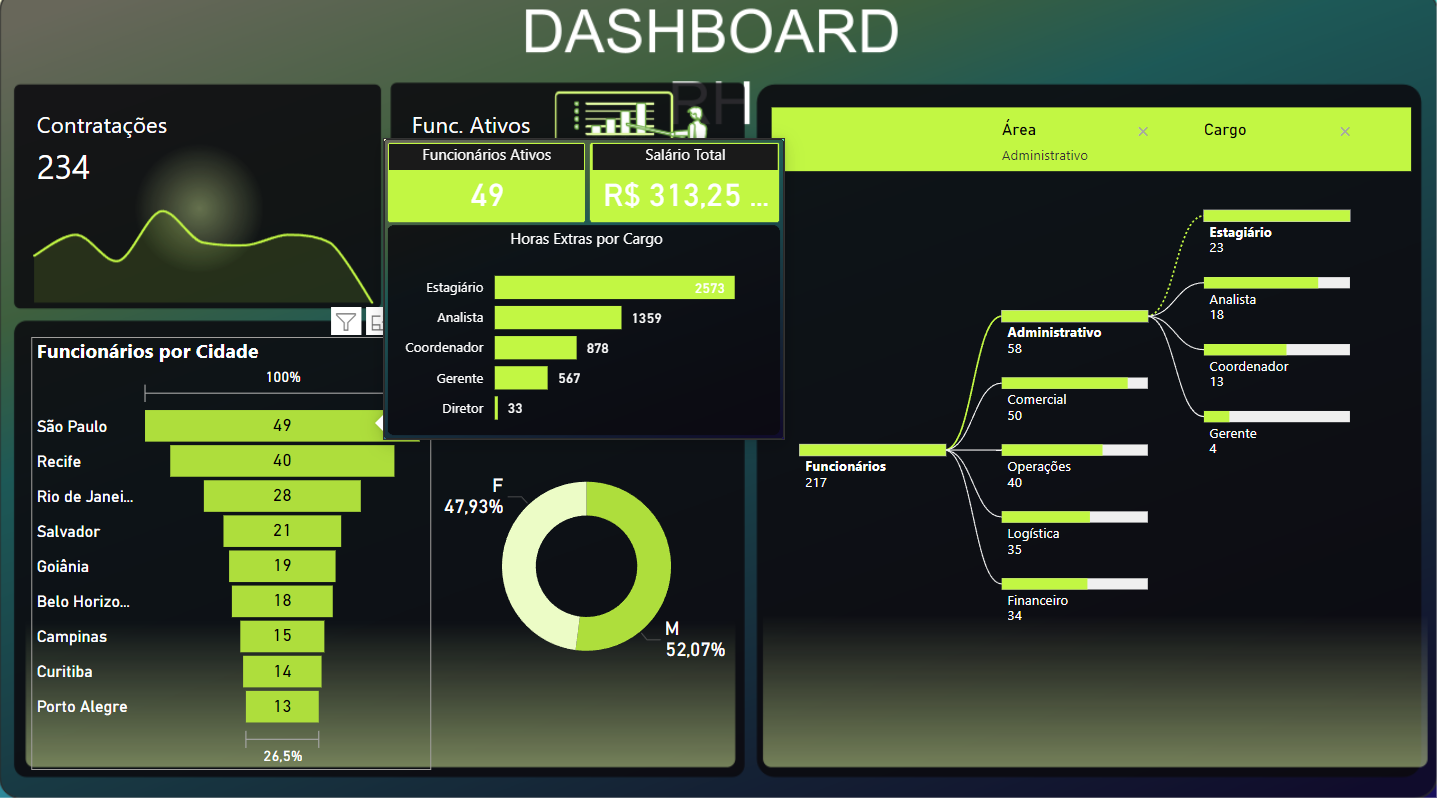 DASHBOARD
RH
Contratações
234
Func. Ativos
Funcionários Ativos
49
Salário Total
R$ 313,25 ...
Horas Extras por Cargo
Estagiário 2573
Analista 1359
Coordenador 878
Gerente 567
Diretor 33
Funcionários por Cidade
100%
São Paulo 49
Recife 40
Rio de Janei... 28
Salvador 21
Goiânia 19
Belo Horizo... 18
Campinas 15
Curitiba 14
Porto Alegre 13
26,5%
F
47,93%
M
52,07%
Área
Administrativo
Cargo
Funcionários
217
Administrativo
58
Comercial
50
Operações
40
Logística
35
Financeiro
34
Estagiário
23
Analista
18
Coordenador
13
Gerente
4